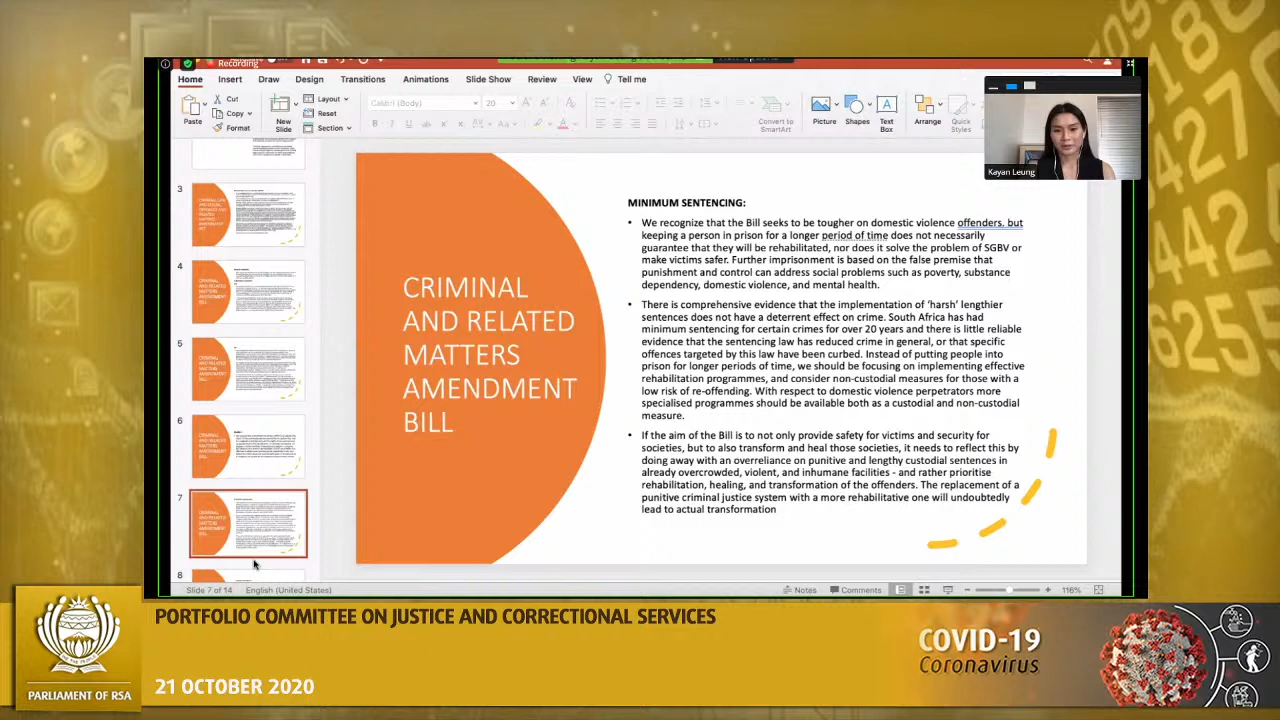 Recording
Home Insert Draw Design Transitions Animations Slide Show Review View Tell me
Paste
Cut
Copy
Format
New
Slide
Layout
Reset
Section
Calibri (Body) 20
Convert to
SmartArt
Picture
Shapes
Text
Box
Arrange
Quick
Styles
Kayan Leung
3
4
5
6
7
8
CRIMINAL
AND RELATED
MATTERS
AMENDMENT
BILL
MINIMUM SENTENCING:
• We recognize that the Bill seeks to be tougher on domestic violence offenders, but
keeping a person in prison for a longer period of time does not necessarily
guarantee that they will be rehabilitated, nor does it solve the problem of SGBV or
make victims safer. Further imprisonment is based on the false premise that
punishment and control can address social problems such as poverty, substance
dependency, domestic violence, and mental health.
• There is comprehensive evidence that the implementation of ‘harsh’ lengthier
sentences does not have a deterrent effect on crime. South Africa has had
minimum sentencing for certain crimes for over 20 years and there is little reliable
evidence that the sentencing law has reduced crime in general, or that specific
offences targeted by this law have been curbed. Instead of putting people into
prison for longer periods of time, we should be focusing on implementing effective
rehabilitation programmes, and consider non-custodial measures for those with a
low risk of re-offending. With respect to domestic violence perpetrators more
specialised programmes should be available both as a custodial and non-custodial
measure.
• If the aim of the Bill is to not only provide safety for victims and security for
societies, but to also transform and heal those societies, it needs to reflect this by
doing away with an overreliance on punitive and lengthy custodial sentences in
already overcrowded, violent, and inhumane facilities - and rather prioritise
rehabilitation, healing, and transformation of the offenders. The replacement of a
punitive criminal justice system with a more rehabilitative one will undoubtedly
lead to actual transformation
Slide 7 of 14 English (United States) Notes Comments 116%
PORTFOLIO COMMITTEE ON JUSTICE AND CORRECTIONAL SERVICES
21 OCTOBER 2020
PARLIAMENT OF RSA
COVID-19
Coronavirus